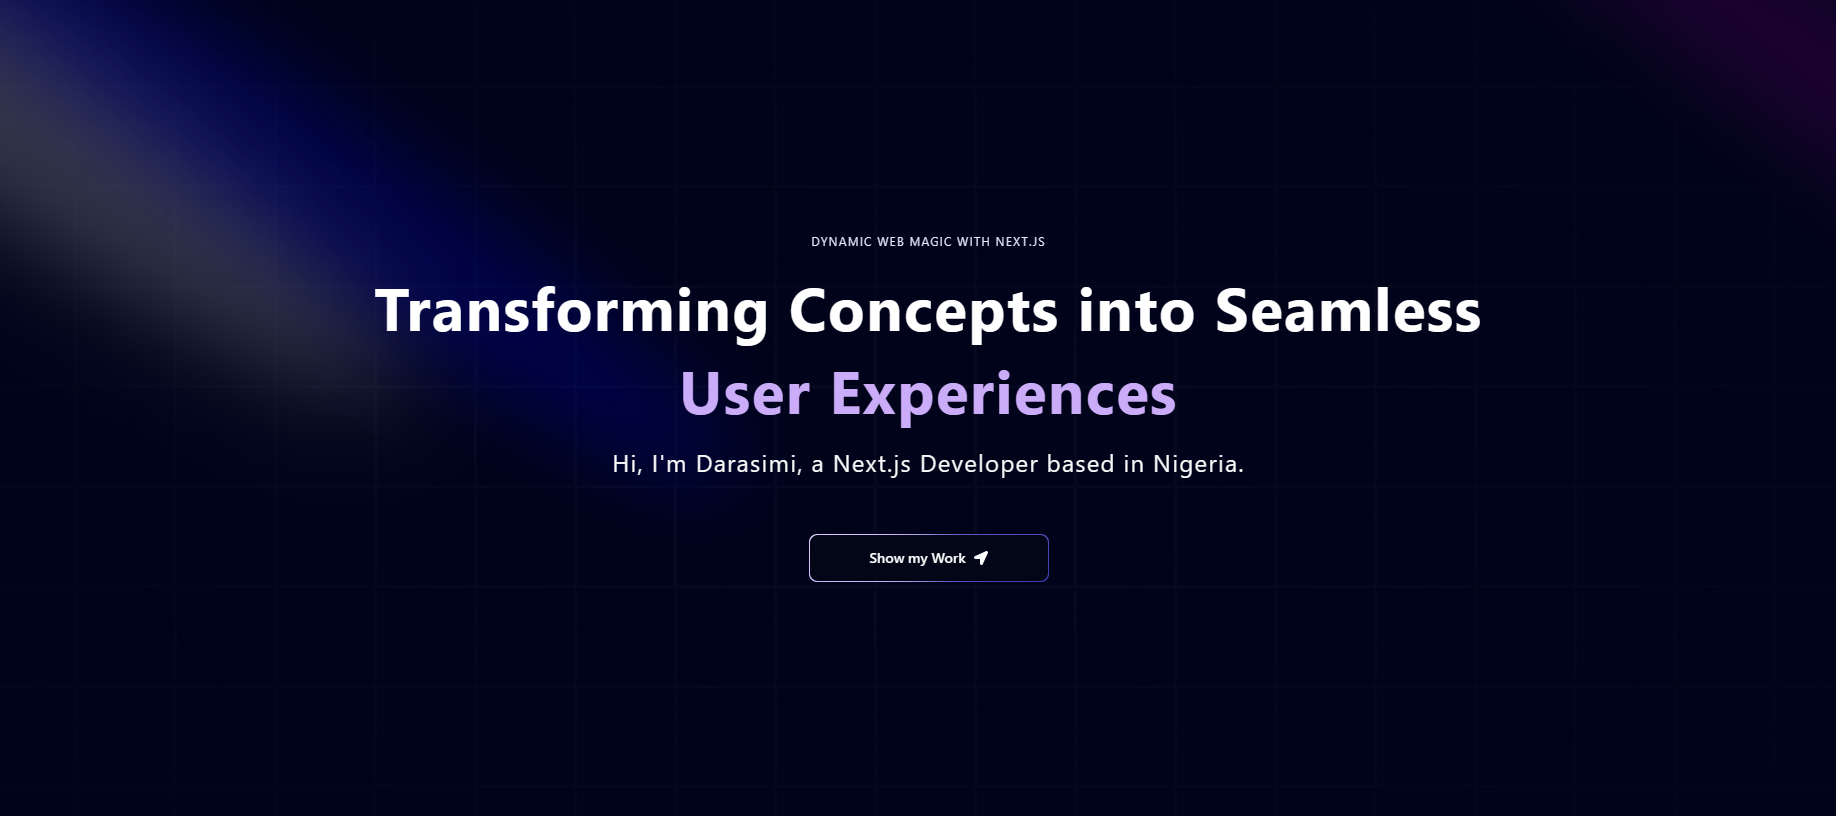 DYNAMIC WEB MAGIC WITH NEXT.JS
Transforming Concepts into Seamless
User Experiences
Hi, I'm Darasimi, a Next.js Developer based in Nigeria.
Show my Work